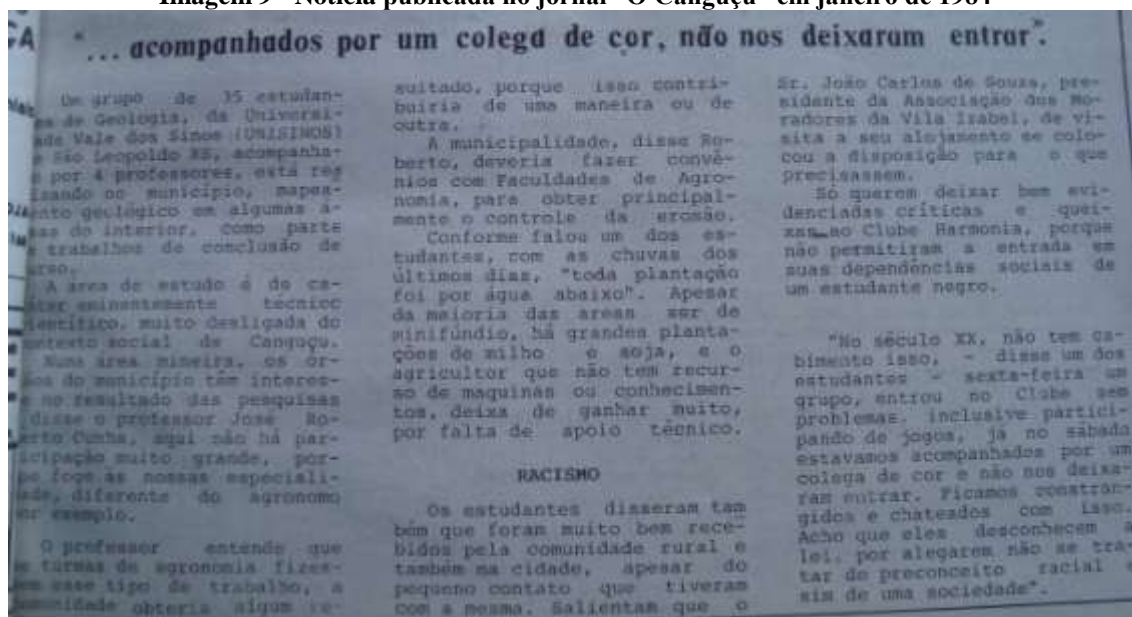 Imagem 9 - Notícia publicada no jornal "O Canguçu" em janeiro de 1984
"... acompanhados por um colega de cor, não nos deixaram entrar".
Um grupo de 35 estudan-
es de Geologia, da Universi-
ade Vale dos Sinos (UNISINOS)
e São Leopoldo RS, acompanha-
s por 4 professores, está rea
izando no município, mapea-
ento geológico em algumas á-
eas do interior, como parte
e trabalhos de conclusão de
urso.
A área de estudo é de ca-
áter eminentemente técnico
ientífico, muito desligada do
ontexto social de Canguçu.
Numa área mineira, os ór-
ãos do município têm interes-
e no resultado das pesquisas
disse o professor José Ro-
erto Cunha, aqui não há par-
icipação muito grande, por-
ue foge às nossas especiali-
ade, diferente do agronomo
or exemplo.
O professor entende que
e turmas de agronomia fizes-
em esse tipo de trabalho, a
comunidade obteria algum re-
sultado, porque isso contri-
buiria de uma maneira ou de
outra.
A municipalidade, disse Ro-
berto, deveria fazer convê-
nios com Faculdades de Agro-
nomia, para obter principal-
mente o controle da erosão.
Conforme falou um dos es-
tudantes, com as chuvas dos
últimos dias, "toda plantação
foi por água abaixo". Apesar
da maioria das areas ser de
minifúndio, há grandes planta-
ções de milho e soja, e o
agricultor que não tem recur-
so de maquinas ou conhecimen-
tos, deixa de ganhar muito,
por falta de apoio técnico.
RACISMO
Os estudantes disseram tam
bém que foram muito bem rece-
bidos pela comunidade rural e
também na cidade, apesar do
pequeno contato que tiveram
com a mesma. Salientam que o
Sr. João Carlos de Souza, pre-
sidente da Associação dos Mo-
radores da Vila Izabel, de vi-
sita a seu alojamento se colo-
cou a disposição para o que
precisassem.
Só querem deixar bem evi-
denciadas críticas e quei-
xas ao Clube Harmonia, porque
não permitiram a entrada em
suas dependências sociais de
um estudante negro.
"No século XX, não tem ca-
bimento isso, - disse um dos
estudantes - sexta-feira um
grupo, entrou no Clube sem
problemas, inclusive partici-
pando de jogos, já no sábado
estavamos acompanhados por um
colega de cor e não nos deixa-
ram entrar. Ficamos constran-
gidos e chateados com isso.
Acho que eles desconhecem a
lei, por alegarem não se tra-
tar de preconceito racial e
sim de uma sociedade".